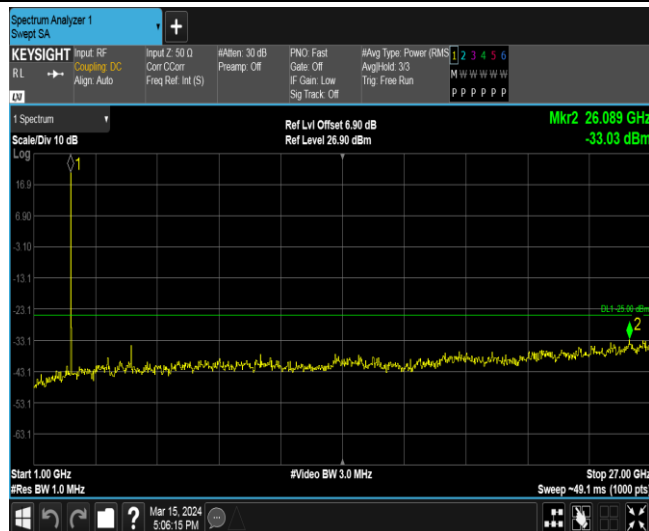 Spectrum Analyzer 1
Swept SA
+
KEYSIGHT
RL
Input: RF
Coupling: DC
Align: Auto
Input Z: 50 Ω
Corr CCorr
Freq Ref: Int (S)
#Atten: 30 dB
Preamp: Off
PNO: Fast
Gate: Off
IF Gain: Low
Sig Track: Off
#Avg Type: Power (RMS
Avg|Hold: 3/3
Trig: Free Run
1 2 3 4 5 6
M W W W W W
P P P P P P
1 Spectrum
Scale/Div 10 dB
Ref Lvl Offset 6.90 dB
Ref Level 26.90 dBm
Mkr2 26.089 GHz
-33.03 dBm
Log
1
16.9
6.90
-3.10
-13.1
-23.1
DL1 -25.00 dBm
2
-33.1
-43.1
-53.1
-63.1
Start 1.00 GHz
#Video BW 3.0 MHz
Stop 27.00 GHz
#Res BW 1.0 MHz
Sweep ~49.1 ms (1000 pts)
?
Mar 15, 2024
5:06:15 PM